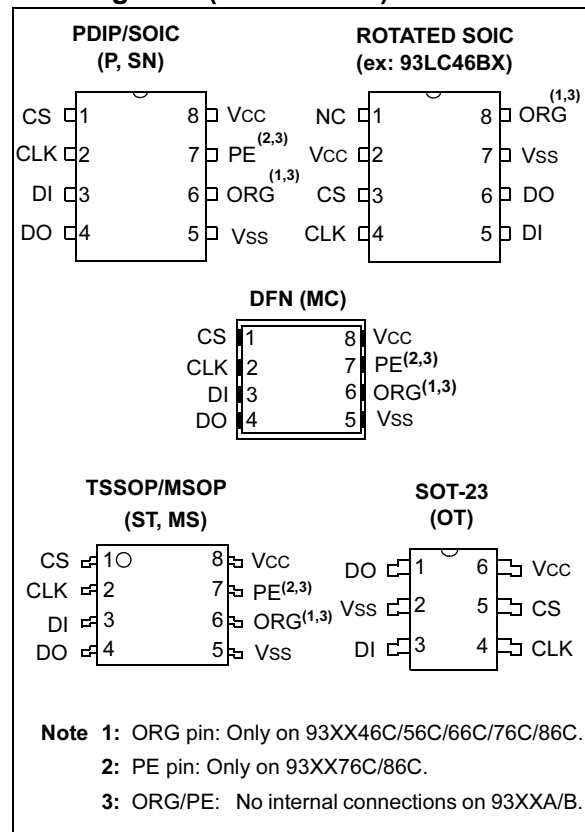 PDIP/SOIC
(P, SN)
CS 1 8 VCC
CLK 2 7 PE(2,3)
DI 3 6 ORG(1,3)
DO 4 5 VSS
ROTATED SOIC
(ex: 93LC46BX)
NC 1 8 ORG(1,3)
VCC 2 7 VSS
CS 3 6 DO
CLK 4 5 DI
DFN (MC)
CS 1 8 VCC
CLK 2 7 PE(2,3)
DI 3 6 ORG(1,3)
DO 4 5 VSS
TSSOP/MSOP
(ST, MS)
CS 1 8 VCC
CLK 2 7 PE(2,3)
DI 3 6 ORG(1,3)
DO 4 5 VSS
SOT-23
(OT)
DO 1 6 VCC
VSS 2 5 CS
DI 3 4 CLK
Note 1: ORG pin: Only on 93XX46C/56C/66C/76C/86C.
2: PE pin: Only on 93XX76C/86C.
3: ORG/PE: No internal connections on 93XXA/B.